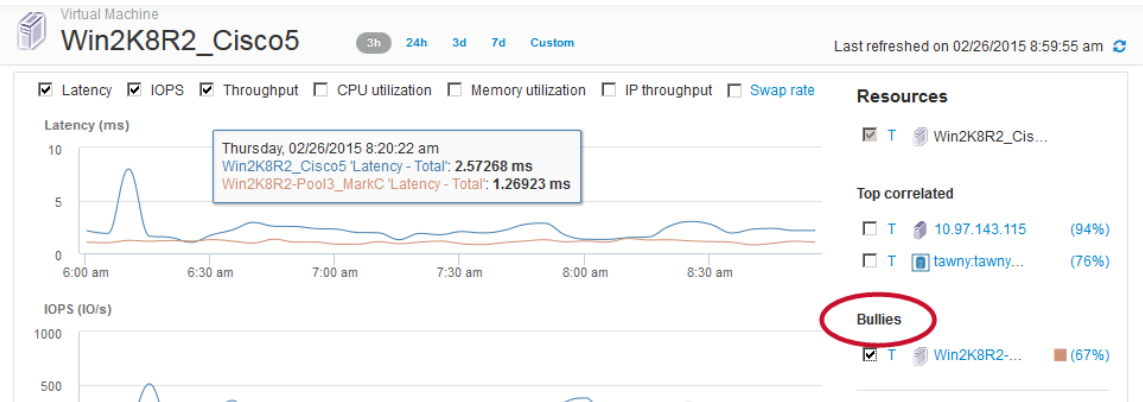 Virtual Machine
Win2K8R2_Cisco5
3h 24h 3d 7d Custom
Last refreshed on 02/26/2015 8:59:55 am
Latency IOPS Throughput CPU utilization Memory utilization IP throughput Swap rate
Latency (ms)
10
5
0
Thursday, 02/26/2015 8:20:22 am
Win2K8R2_Cisco5 'Latency - Total': 2.57268 ms
Win2K8R2-Pool3_MarkC 'Latency - Total': 1.26923 ms
6:00 am 6:30 am 7:00 am 7:30 am 8:00 am 8:30 am
IOPS (IO/s)
1000
500
Resources
T Win2K8R2_Cis...
Top correlated
T 10.97.143.115 (94%)
T tawny:tawny... (76%)
Bullies
T Win2K8R2-... (67%)